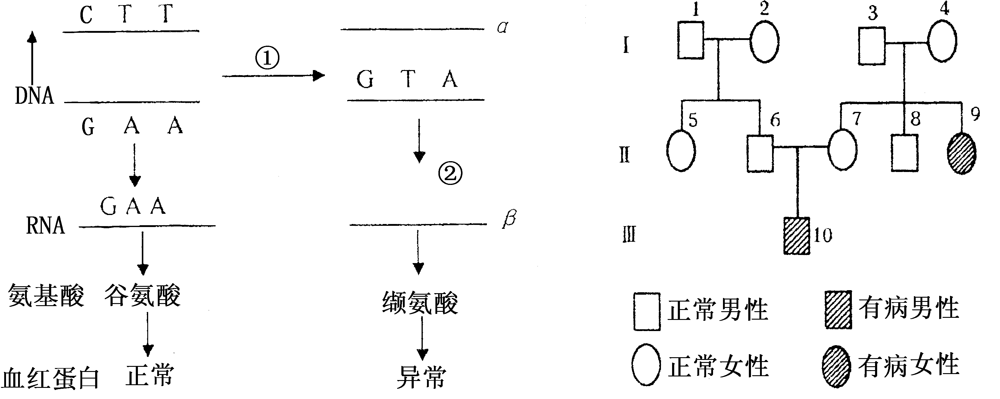 C T T
α
①
G T A
DNA
G A A
②
G A A
RNA
β
氨基酸 谷氨酸
缬氨酸
血红蛋白 正常
异常
1 2 3 4
Ⅰ
5 6 7 8 9
Ⅱ
Ⅲ
10
正常男性 有病男性
正常女性 有病女性